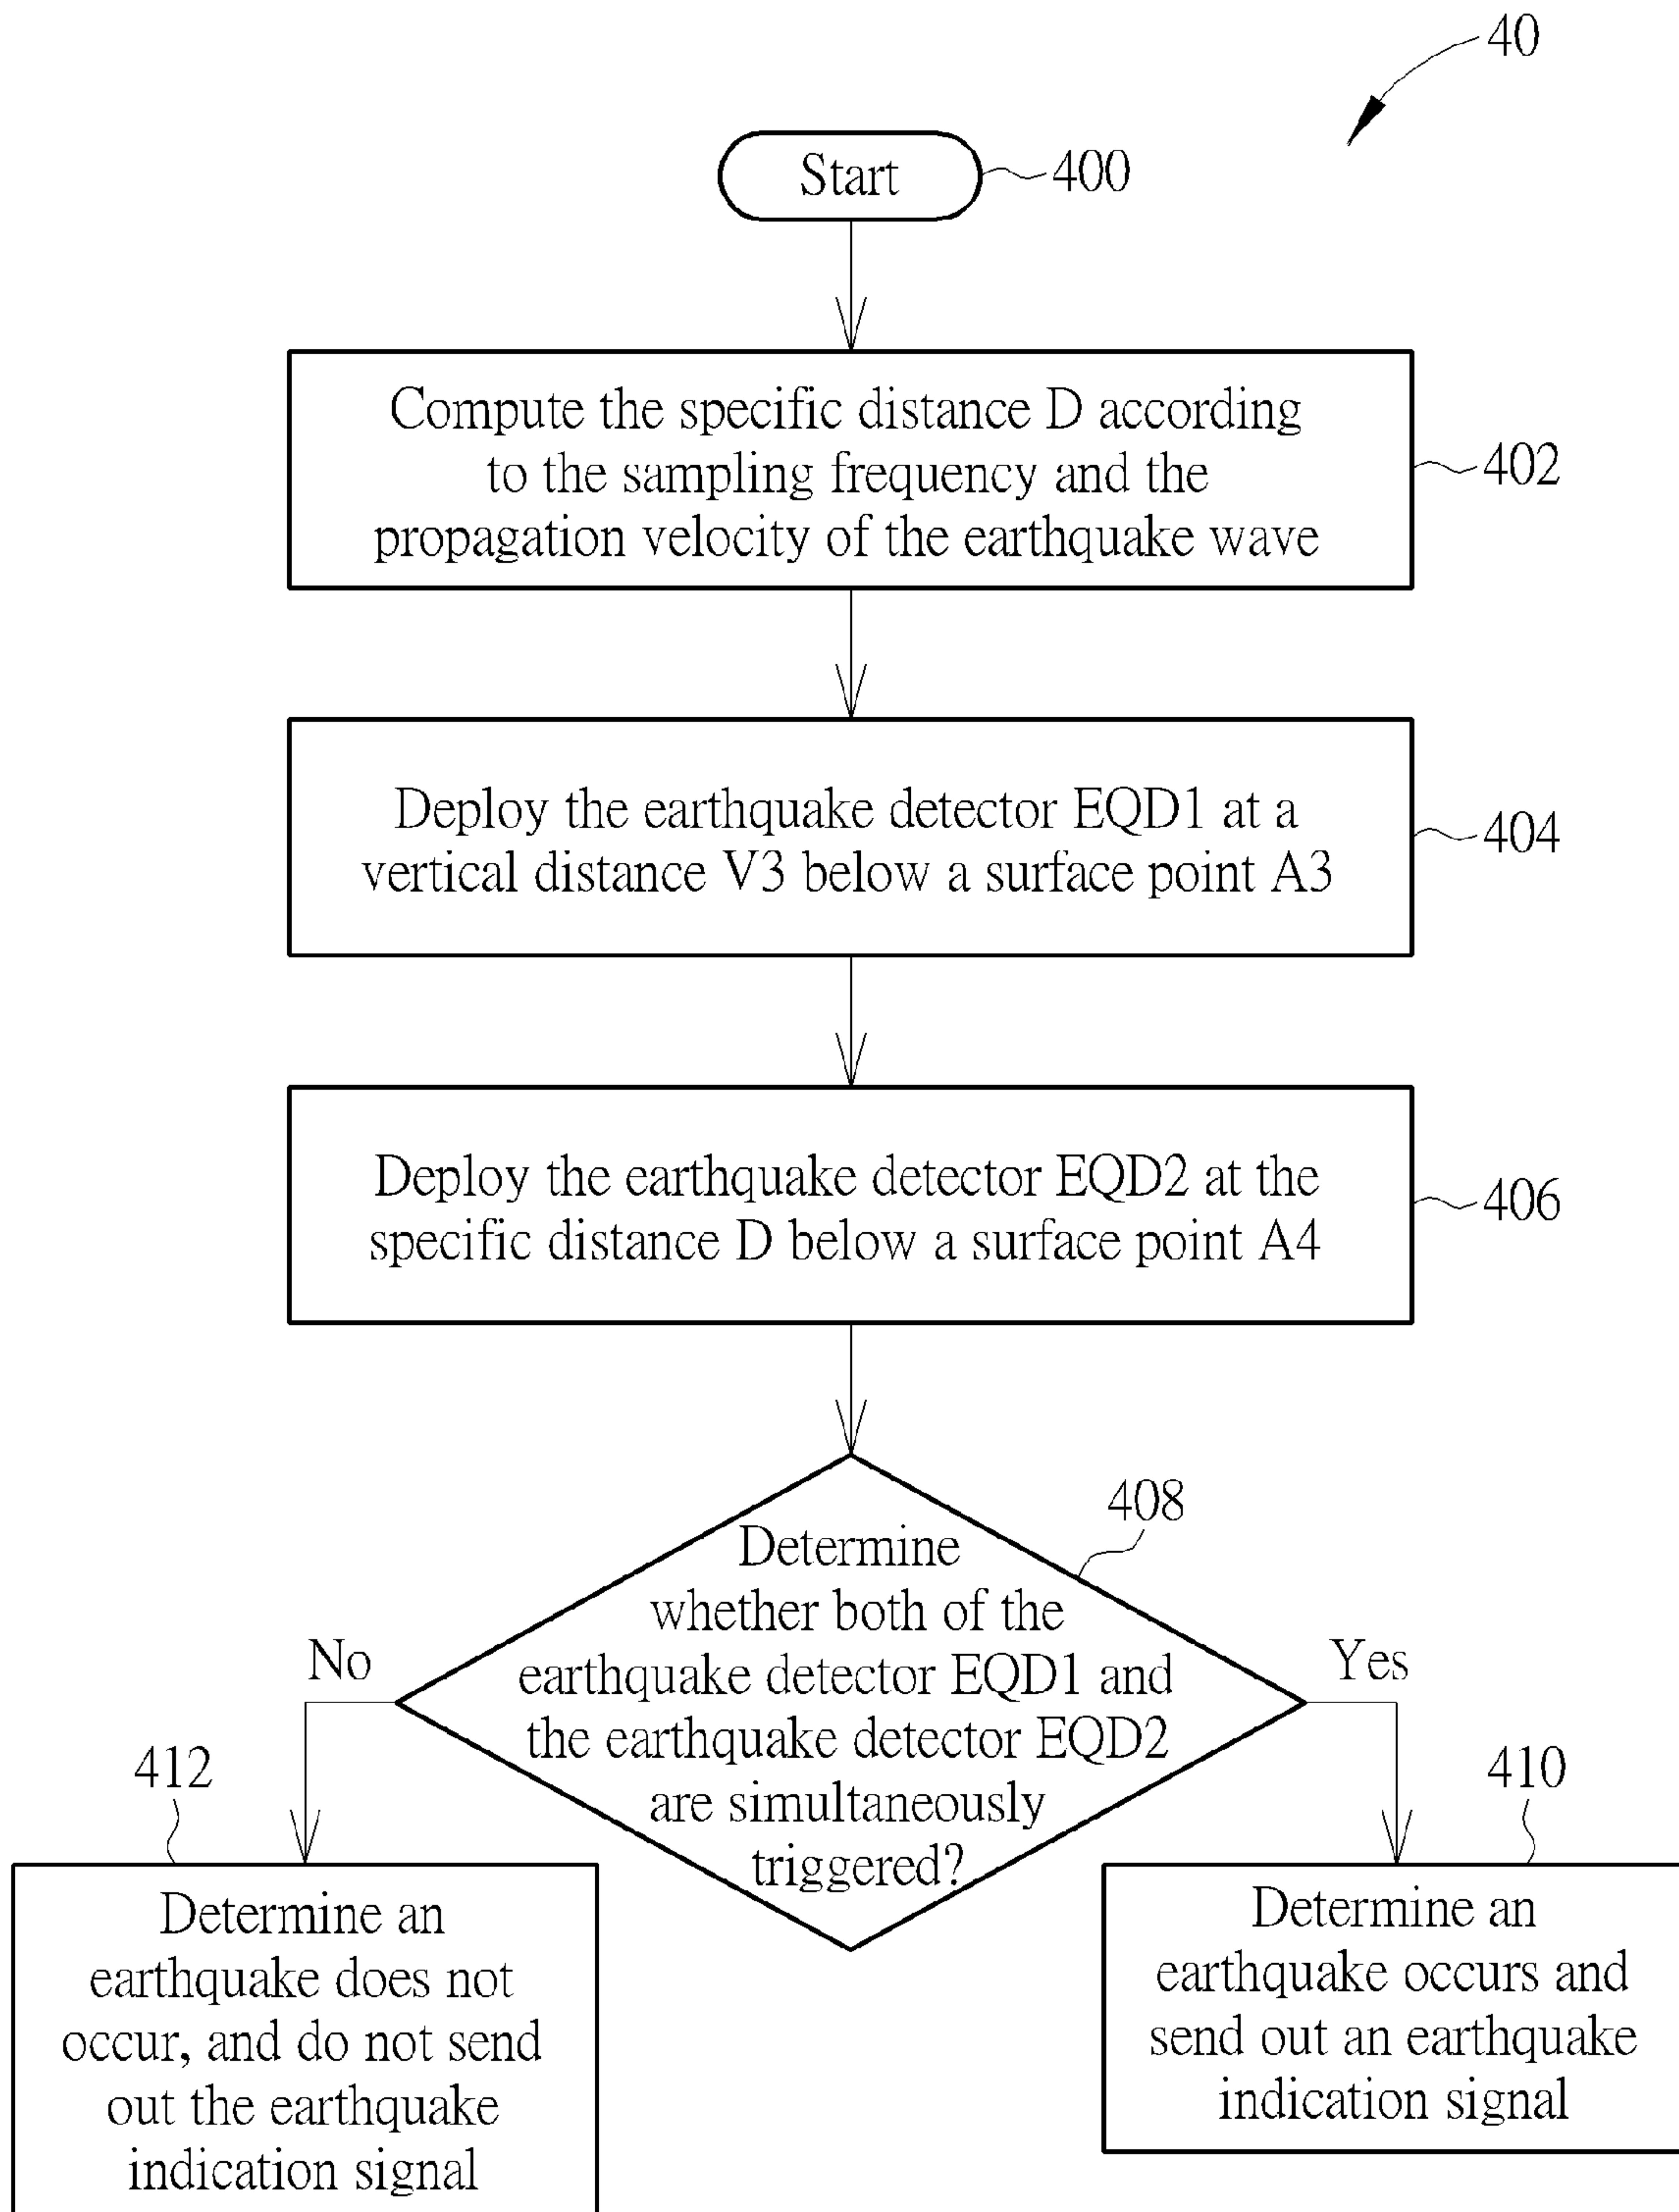 40
Start
400
Compute the specific distance D according
to the sampling frequency and the
propagation velocity of the earthquake wave
402
Deploy the earthquake detector EQD1 at a
vertical distance V3 below a surface point A3
404
Deploy the earthquake detector EQD2 at the
specific distance D below a surface point A4
406
408
Determine
whether both of the
earthquake detector EQD1 and
the earthquake detector EQD2
are simultaneously
triggered?
No
Yes
412
Determine an
earthquake does not
occur, and do not send
out the earthquake
indication signal
410
Determine an
earthquake occurs and
send out an earthquake
indication signal